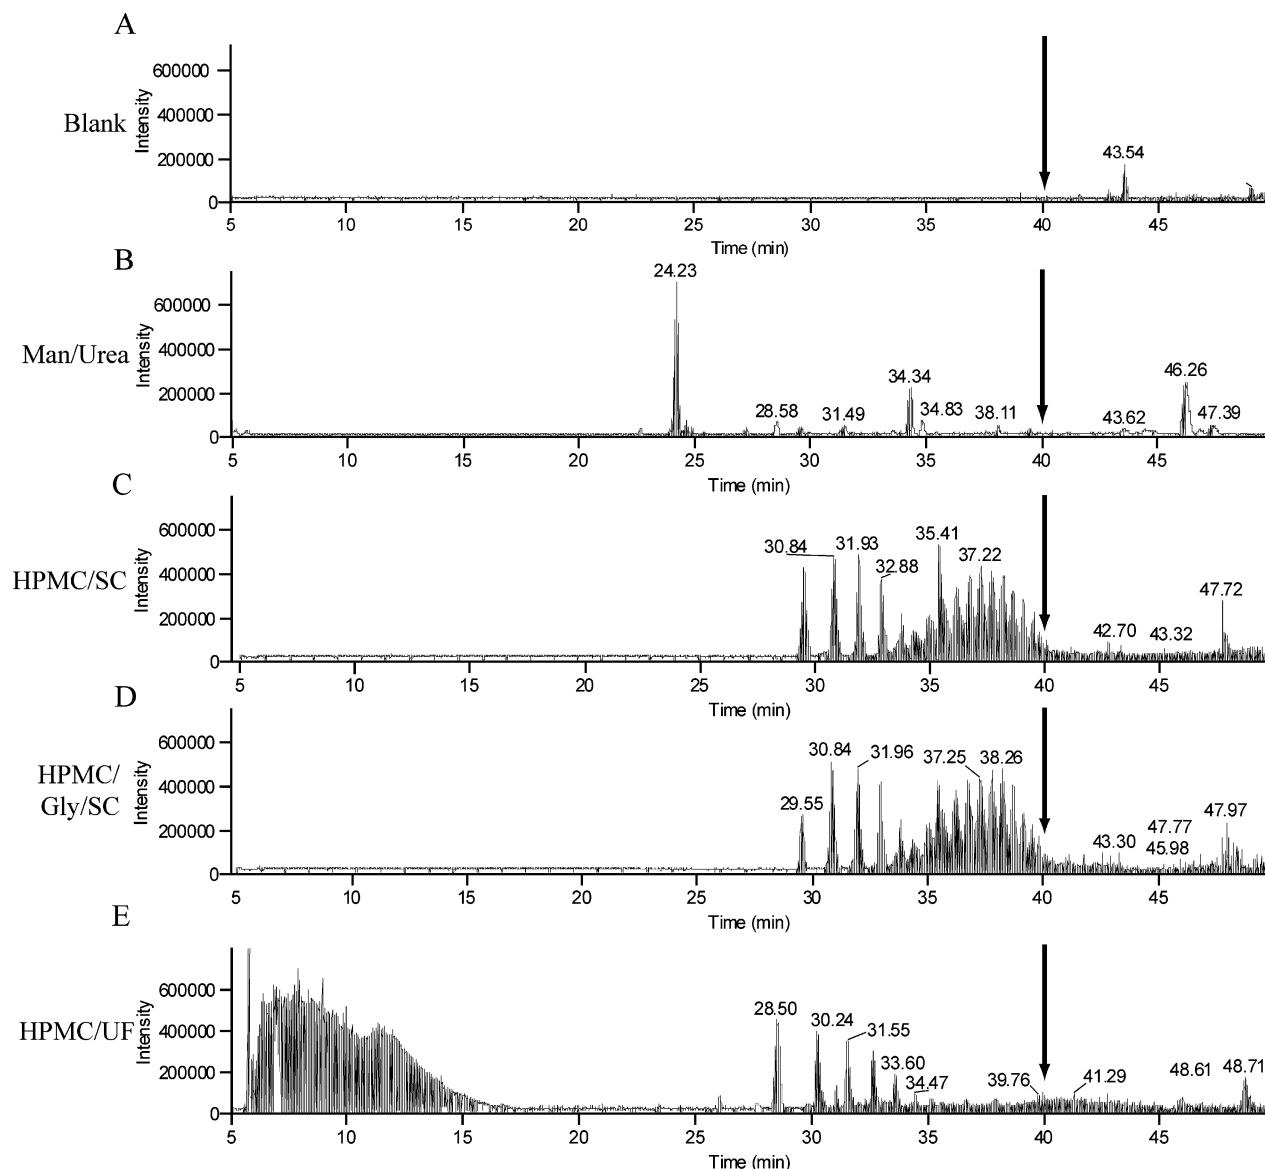 A
Blank
Intensity
600000
400000
200000
0
43.54
5 10 15 20 25 30 35 40 45
Time (min)
B
Man/Urea
Intensity
600000
400000
200000
0
24.23
28.58
31.49
34.34
34.83
38.11
43.62
46.26
47.39
5 10 15 20 25 30 35 40 45
Time (min)
C
HPMC/SC
Intensity
600000
400000
200000
0
30.84
31.93
32.88
35.41
37.22
42.70
43.32
47.72
5 10 15 20 25 30 35 40 45
Time (min)
D
HPMC/
Gly/SC
Intensity
600000
400000
200000
0
29.55
30.84
31.96
37.25
38.26
43.30
47.77
45.98
47.97
5 10 15 20 25 30 35 40 45
Time (min)
E
HPMC/UF
Intensity
600000
400000
200000
0
28.50
30.24
31.55
33.60
34.47
39.76
41.29
48.61
48.71
5 10 15 20 25 30 35 40 45
Time (min)